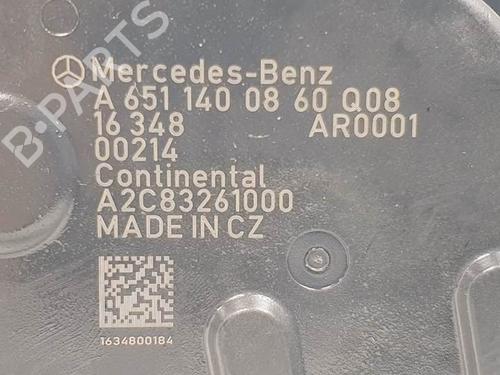 B-PARTS
Mercedes-Benz
A 651 140 08 60 Q08
16 348 AR0001
00214
Continental
A2C83261000
MADE IN CZ
1634800184